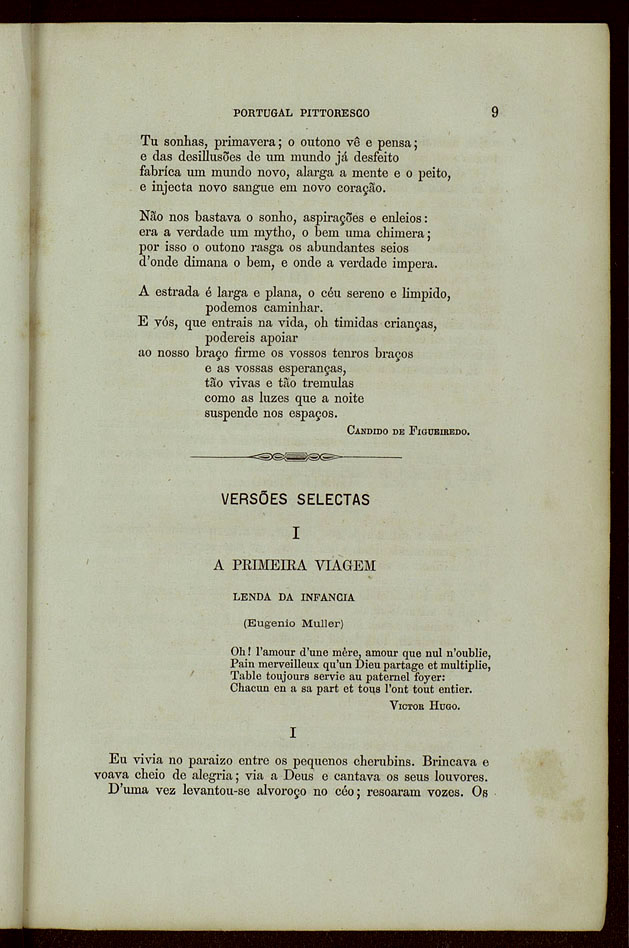 PORTUGAL PITTORESCO 9
Tu sonhas, primavera; o outono vê e pensa;
e das desillusões de um mundo já desfeito
fabríca um mundo novo, alarga a mente e o peito,
e injecta novo sangue em novo coração.
Não nos bastava o sonho, aspirações e enleios:
era a verdade um mytho, o bem uma chimera;
por isso o outono rasga os abundantes seios
d'onde dimana o bem, e onde a verdade impera.
A estrada é larga e plana, o céu sereno e limpido,
podemos caminhar.
E vós, que entrais na vida, oh timidas crianças,
podereis apoiar
ao nosso braço firme os vossos tenros braços
e as vossas esperanças,
tão vivas e tão tremulas
como as luzes que a noite
suspende nos espaços.
CANDIDO DE FIGUEIREDO.
VERSÕES SELECTAS
I
A PRIMEIRA VIAGEM
LENDA DA INFANCIA
(Eugenio Muller)
Oh! l'amour d'une mêre, amour que nul n'oublie,
Pain merveilleux qu'un Dieu partage et multiplie,
Table toujours servie au paternel foyer:
Chacun en a sa part et tous l'ont tout entier.
VICTOR HUGO.
I
Eu vivia no paraizo entre os pequenos cherubins. Brincava e
voava cheio de alegria; via a Deus e cantava os seus louvores.
D'uma vez levantou-se alvoroço no céo; resoaram vozes. Os